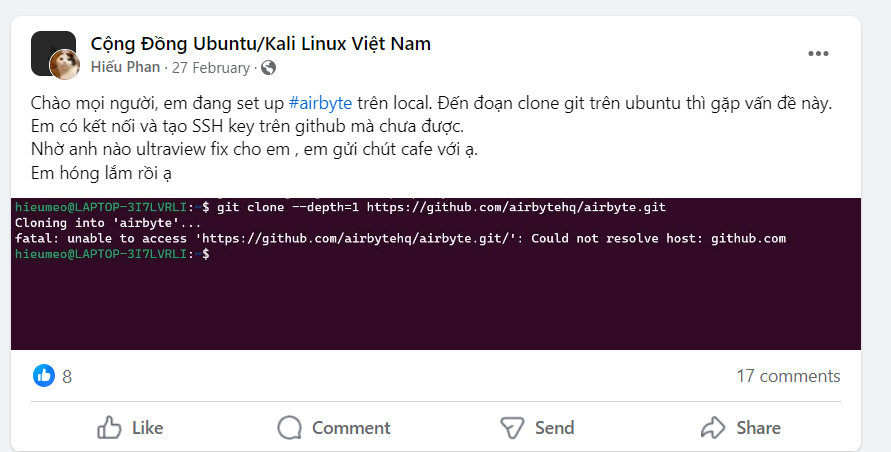 Cộng Đồng Ubuntu/Kali Linux Việt Nam
Hiếu Phan · 27 February ·
Chào mọi người, em đang set up #airbyte trên local. Đến đoạn clone git trên ubuntu thì gặp vấn đề này.
Em có kết nối và tạo SSH key trên github mà chưa được.
Nhờ anh nào ultraview fix cho em , em gửi chút cafe với ạ.
Em hóng lắm rồi ạ
hieumeo@LAPTOP-3I7LVRLI:~$ git clone --depth=1 https://github.com/airbytehq/airbyte.git
Cloning into 'airbyte'...
fatal: unable to access 'https://github.com/airbytehq/airbyte.git/': Could not resolve host: github.com
hieumeo@LAPTOP-3I7LVRLI:~$
8
17 comments
Like
Comment
Send
Share